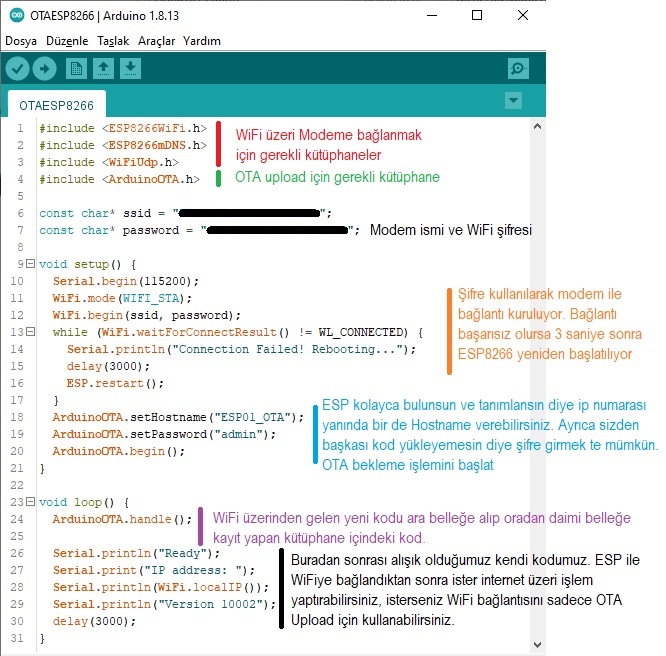 OTAESP8266 | Arduino 1.8.13
Dosya Düzenle Taşlak Araçlar Yardım
OTAESP8266
1 #include <ESP8266WiFi.h>
2 #include <ESP8266mDNS.h>
3 #include <WiFiUdp.h>
4 #include <ArduinoOTA.h>
WiFi üzeri Modeme bağlanmak
için gerekli kütüphaneler
OTA upload için gerekli kütüphane
5
6 const char* ssid = "";
7 const char* password = ""; Modem ismi ve WiFi şifresi
8
9 void setup() {
10 Serial.begin(115200);
11 WiFi.mode(WIFI_STA);
12 WiFi.begin(ssid, password);
13 while (WiFi.waitForConnectResult() != WL_CONNECTED) {
14 Serial.println("Connection Failed! Rebooting...");
15 delay(3000);
16 ESP.restart();
17 }
Şifre kullanılarak modem ile
bağlantı kuruluyor. Bağlantı
başarısız olursa 3 saniye sonra
ESP8266 yeniden başlatılıyor
18 ArduinoOTA.setHostname("ESP01_OTA");
19 ArduinoOTA.setPassword("admin");
20 ArduinoOTA.begin();
21 }
ESP kolayca bulunsun ve tanımlansın diye ip numarası
yanında bir de Hostname verebilirsiniz. Ayrıca sizden
başkası kod yükleyemesin diye şifre girmek te mümkün.
OTA bekleme işlemini başlat
22
23 void loop() {
24 ArduinoOTA.handle();
25
WiFi üzerinden gelen yeni kodu ara belleğe alıp oradan daimi belleğe
kayıt yapan kütüphane içindeki kod.
26 Serial.println("Ready");
27 Serial.print ("IP address: ");
28 Serial.println(WiFi.localIP());
29 Serial.println("Version 10002");
30 delay(3000);
31 }
Buradan sonrası alışık olduğumuz kendi kodumuz. ESP ile
WiFiye bağlandıktan sonra ister internet üzeri işlem
yaptırabilirsiniz, isterseniz WiFi bağlantısını sadece OTA
Upload için kullanabilirsiniz.